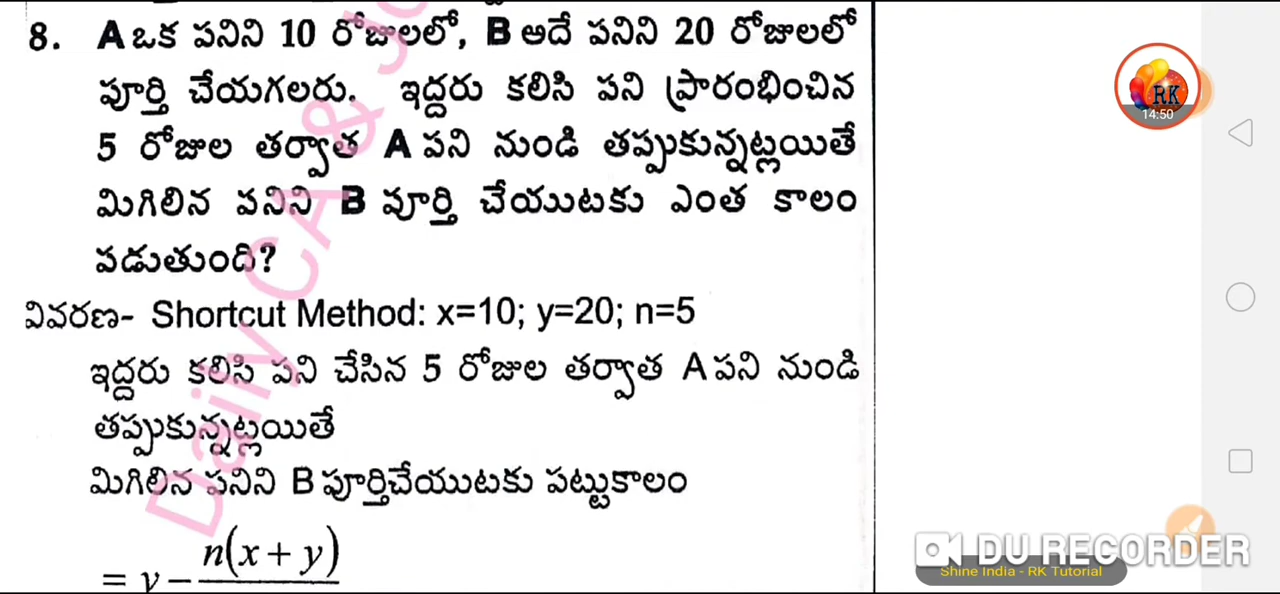 8. A ఒక పనిని 10 రోజులలో, B అదే పనిని 20 రోజులలో
పూర్తి చేయగలరు. ఇద్దరు కలిసి పని ప్రారంభించిన
5 రోజుల తర్వాత A పని నుండి తప్పుకున్నట్లయితే
మిగిలిన పనిని B పూర్తి చేయుటకు ఎంత కాలం
పడుతుంది?
వివరణ- Shortcut Method: x=10; y=20; n=5
ఇద్దరు కలిసి పని చేసిన 5 రోజుల తర్వాత A పని నుండి
తప్పుకున్నట్లయితే
మిగిలిన పనిని B పూర్తిచేయుటకు పట్టుకాలం
= y - n(x + y)
RK
14:50
DU RECORDER
Shine India - RK Tutorial